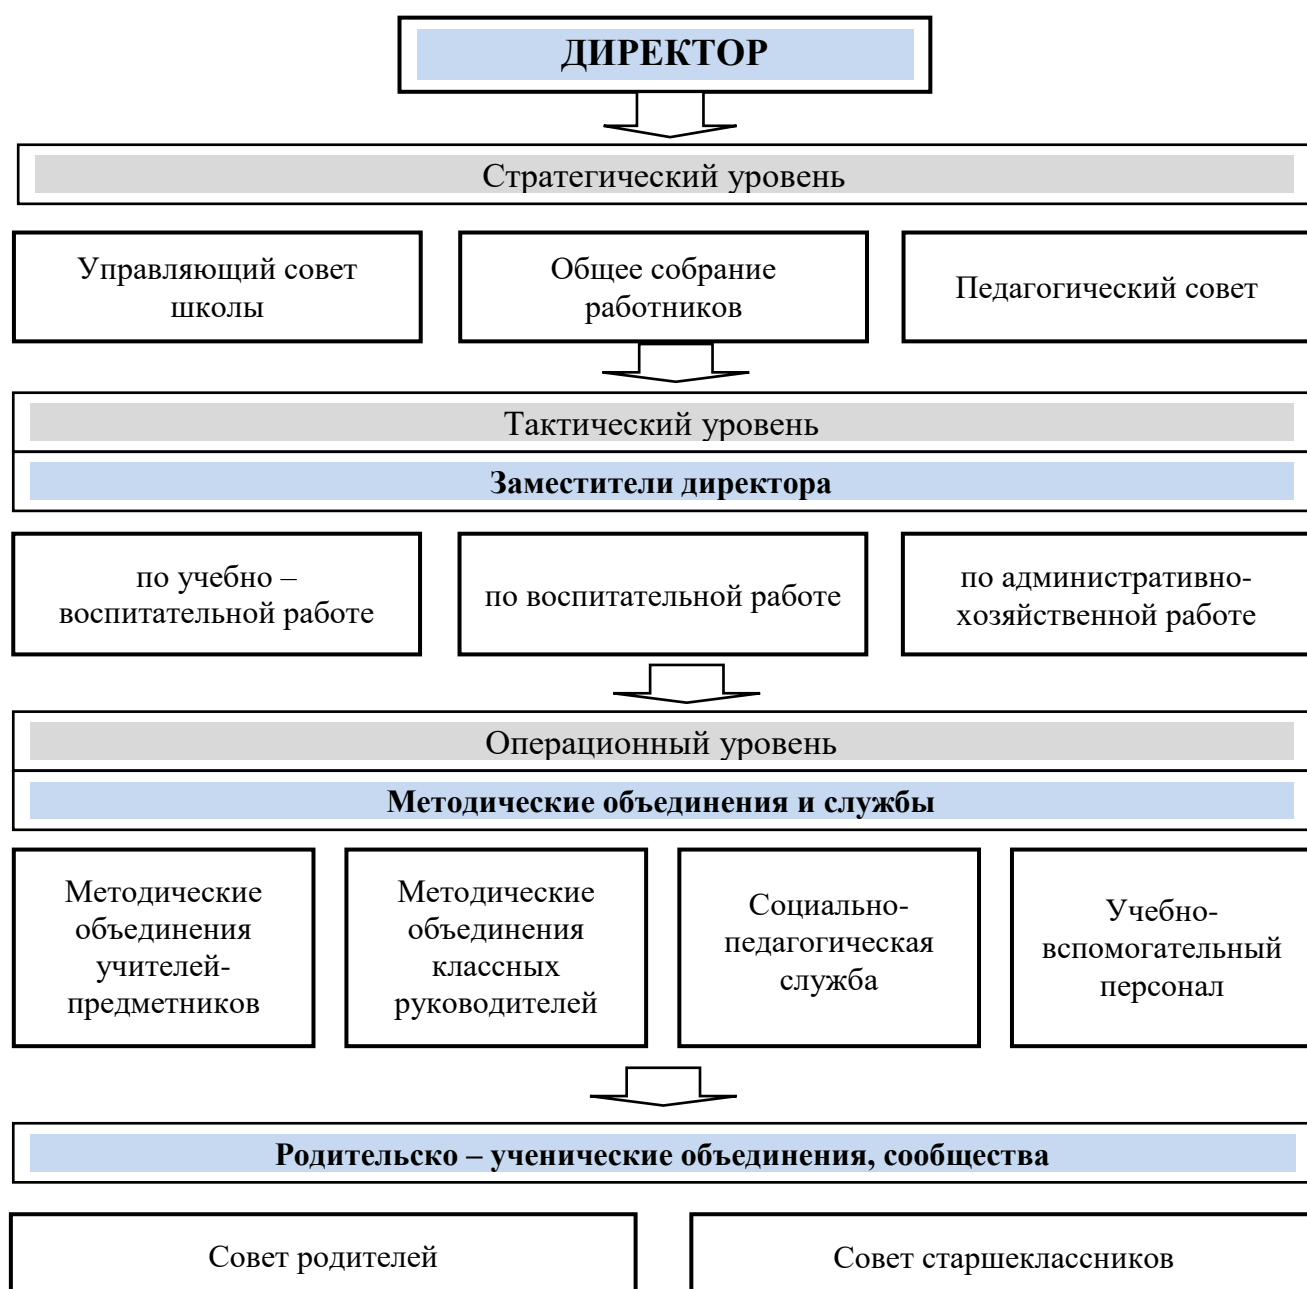 ДИРЕКТОР
Стратегический уровень
Управляющий совет
школы
Общее собрание
работников
Педагогический совет
Тактический уровень
Заместители директора
по учебно –
воспитательной работе
по воспитательной работе
по административно-
хозяйственной работе
Операционный уровень
Методические объединения и службы
Методические
объединения
учителей-
предметников
Методические
объединения
классных
руководителей
Социально-
педагогическая
служба
Учебно-
вспомогательный
персонал
Родительско – ученические объединения, сообщества
Совет родителей
Совет старшеклассников